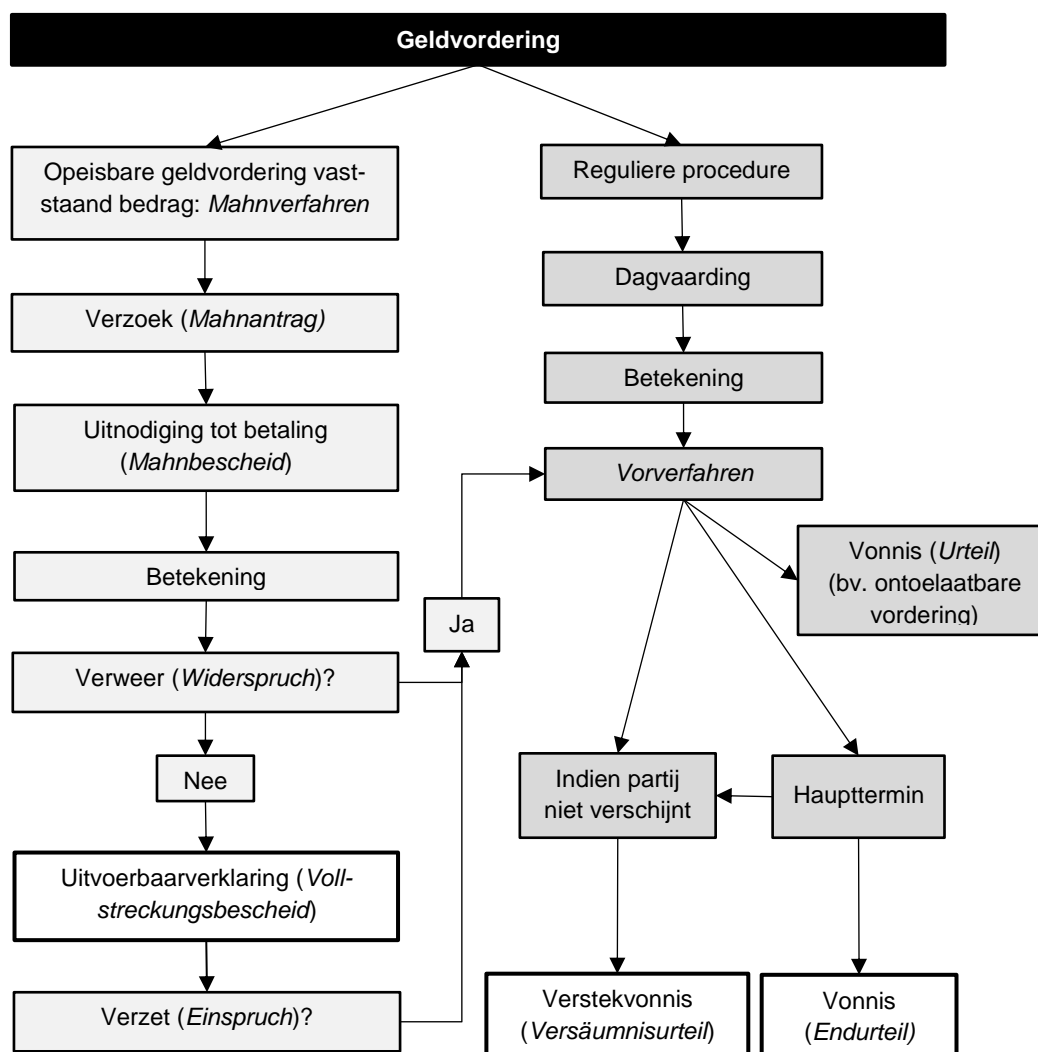 Geldvordering
Opeisbare geldvordering vast-
staand bedrag: Mahnverfahren
Verzoek (Mahnantrag)
Uitnodiging tot betaling
(Mahnbescheid)
Betekening
Verweer (Widerspruch)?
Nee
Uitvoerbaarverklaring (Voll-
streckungsbescheid)
Verzet (Einspruch)?
Ja
Reguliere procedure
Dagvaarding
Betekening
Vorverfahren
Vonnis (Urteil)
(bv. ontoelaatbare
vordering)
Indien partij
niet verschijnt
Haupttermin
Verstekvonnis
(Versäumnisurteil)
Vonnis
(Endurteil)